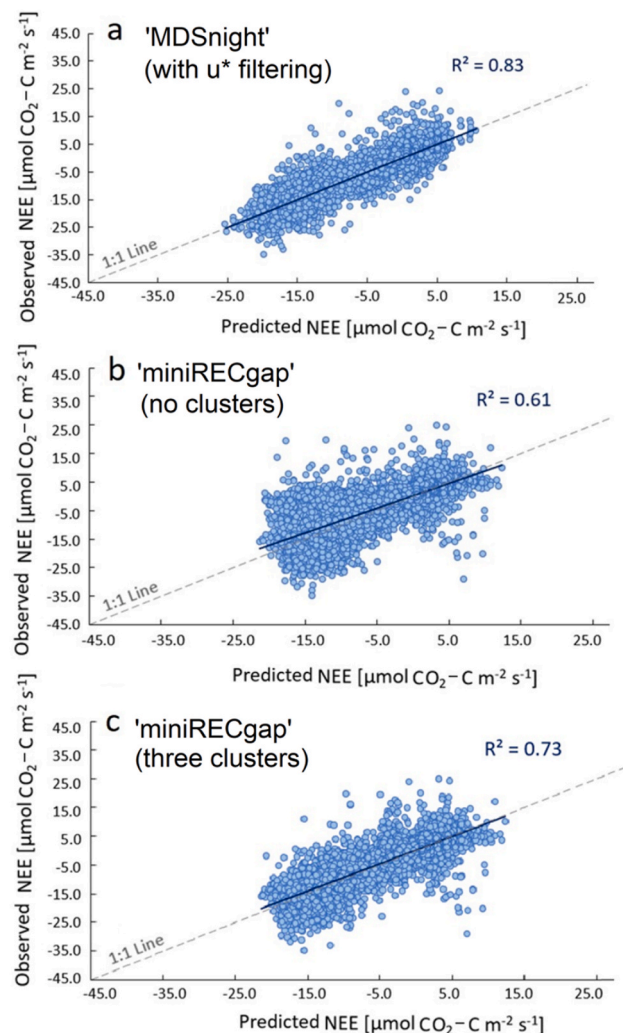 a
'MDSnight'
(with u* filtering)
R² = 0.83
45.0
35.0
25.0
15.0
5.0
-5.0
-15.0
25.0
-35.0
45.0
Observed NEE [µmol CO₂−C m⁻² s⁻¹]
1:1 Line
-45.0 -35.0 -25.0 -15.0 -5.0 5.0 15.0 25.0
Predicted NEE [µmol CO₂−C m⁻² s⁻¹]
b
'miniRECgap'
(no clusters)
R² = 0.61
45.0
35.0
25.0
15.0
5.0
-5.0
-15.0
-25.0
-35.0
-45.0
Observed NEE [µmol CO₂−C m⁻² s⁻¹]
1:1 Line
-45.0 -35.0 -25.0 -15.0 -5.0 5.0 15.0 25.0
Predicted NEE [µmol CO₂−C m⁻² s⁻¹]
c
'miniRECgap'
(three clusters)
R² = 0.73
45.0
35.0
25.0
15.0
5.0
-5.0
-15.0
-25.0
-35.0
-45.0
Observed NEE [µmol CO₂−C m⁻² s⁻¹]
1:1 Line
-45.0 -35.0 -25.0 -15.0 -5.0 5.0 15.0 25.0
Predicted NEE [µmol CO₂−C m⁻² s⁻¹]